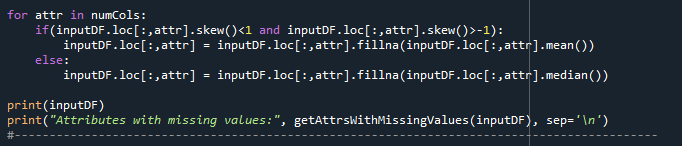 for attr in numCols:
    if(inputDF.loc[:,attr].skew()<1 and inputDF.loc[:,attr].skew()>-1):
        inputDF.loc[:,attr] = inputDF.loc[:,attr].fillna(inputDF.loc[:,attr].mean())
    else:
        inputDF.loc[:,attr] = inputDF.loc[:,attr].fillna(inputDF.loc[:,attr].median())

print(inputDF)
print("Attributes with missing values:", getAttrsWithMissingValues(inputDF), sep='\n')
#------------------------------------------------------------------------------